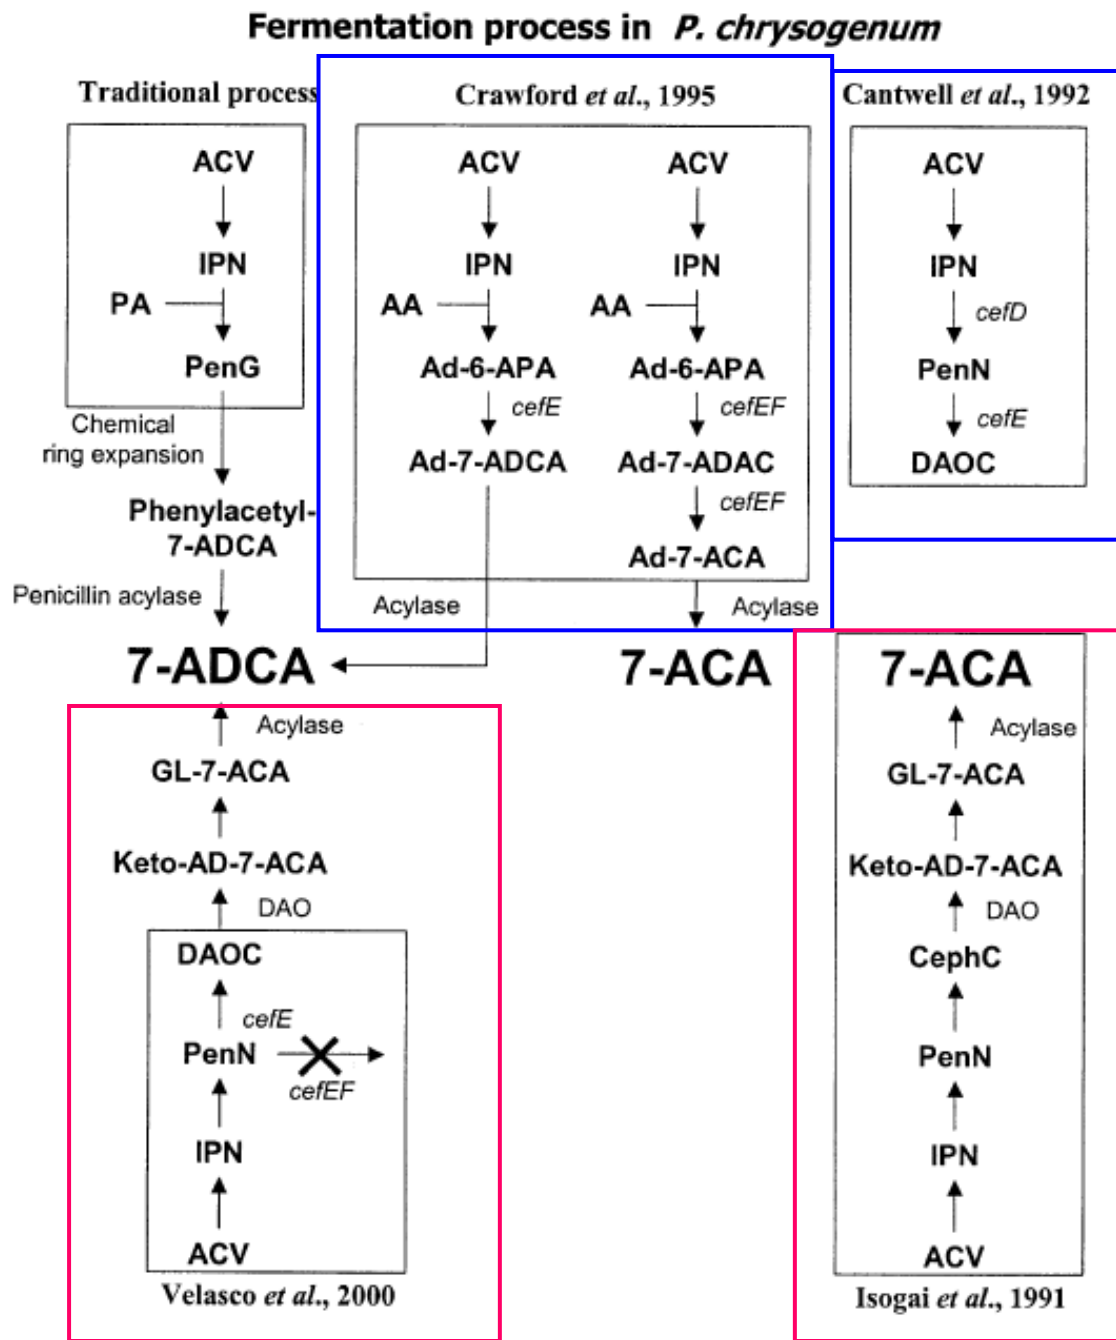 Fermentation process in P. chrysogenum
Traditional process
ACV
IPN
PA
PenG
Chemical
ring expansion
Phenylacetyl-
7-ADCA
Penicillin acylase
7-ADCA
Crawford et al., 1995
ACV
IPN
AA
Ad-6-APA
cefE
Ad-7-ADCA
Acylase
ACV
IPN
AA
Ad-6-APA
cefEF
Ad-7-ADAC
cefEF
Ad-7-ACA
Acylase
7-ACA
Cantwell et al., 1992
ACV
IPN
cefD
PenN
cefE
DAOC
Acylase
GL-7-ACA
Keto-AD-7-ACA
DAO
DAOC
cefE
PenN
cefEF
IPN
ACV
Velasco et al., 2000
7-ACA
Acylase
GL-7-ACA
Keto-AD-7-ACA
DAO
CephC
PenN
IPN
ACV
Isogai et al., 1991